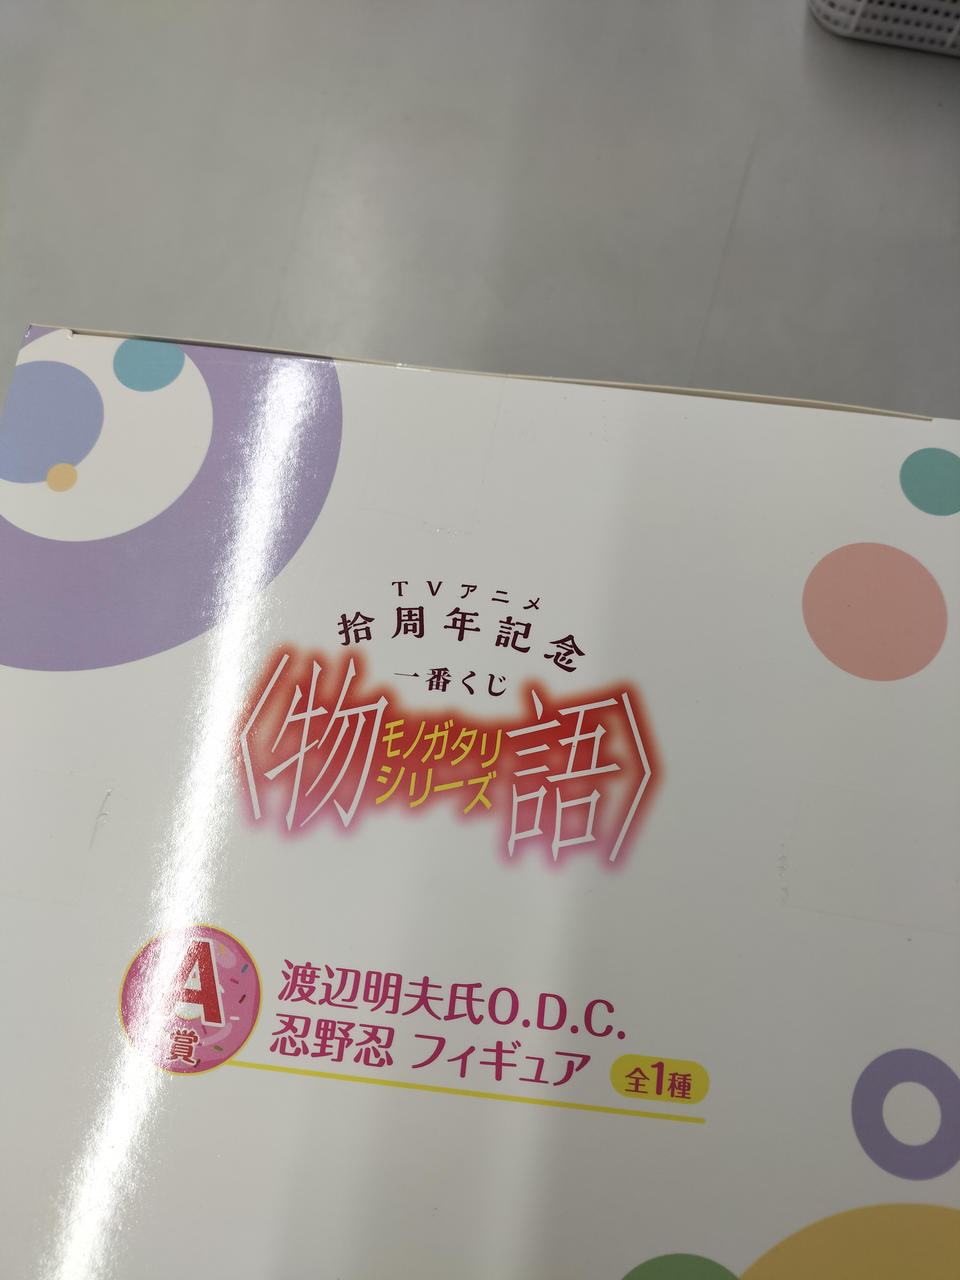 TVアニメ
拾周年記念
一番くじ
〈物語〉
モノガタリ
シリーズ
A賞
渡辺明夫氏O.D.C.
忍野忍 フィギュア
全1種